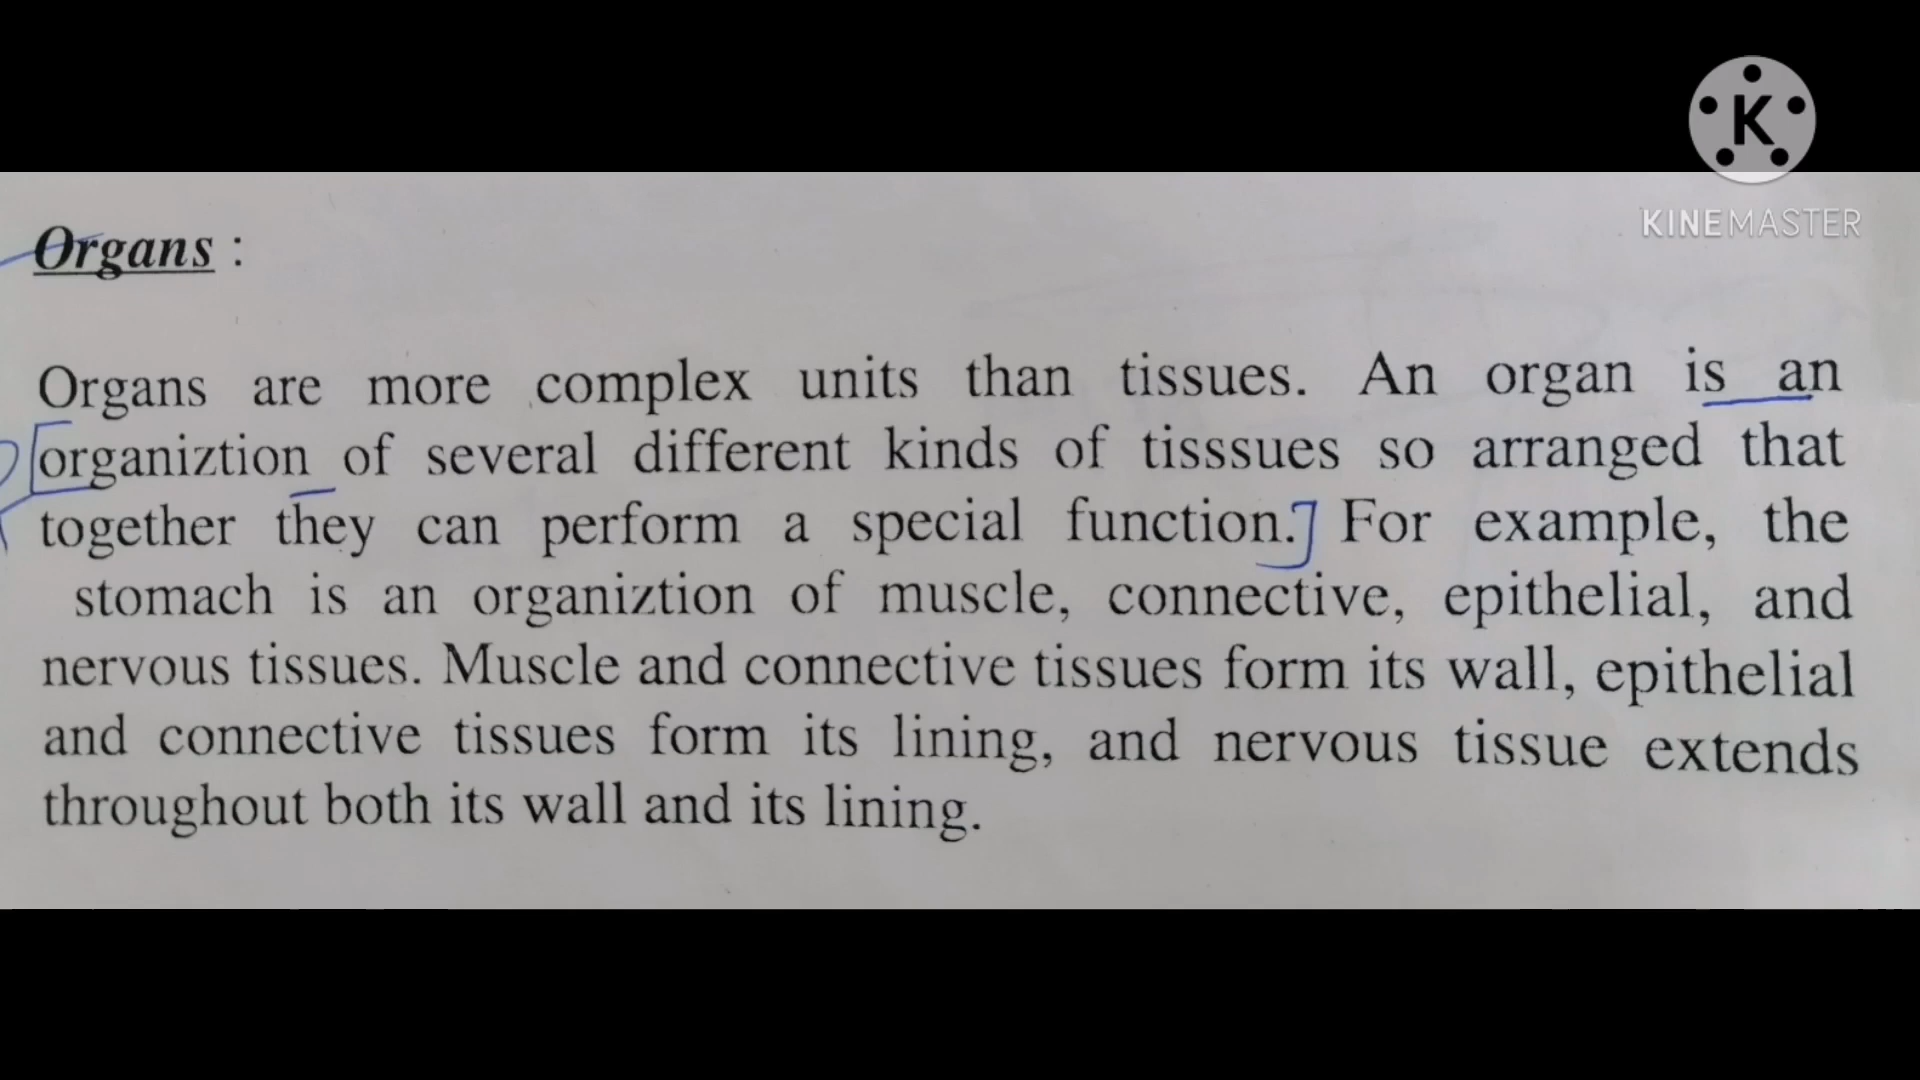 K
KINEMASTER
Organs :
Organs are more complex units than tissues. An organ is an
organiztion of several different kinds of tisssues so arranged that
together they can perform a special function. For example, the
stomach is an organiztion of muscle, connective, epithelial, and
nervous tissues. Muscle and connective tissues form its wall, epithelial
and connective tissues form its lining, and nervous tissue extends
throughout both its wall and its lining.